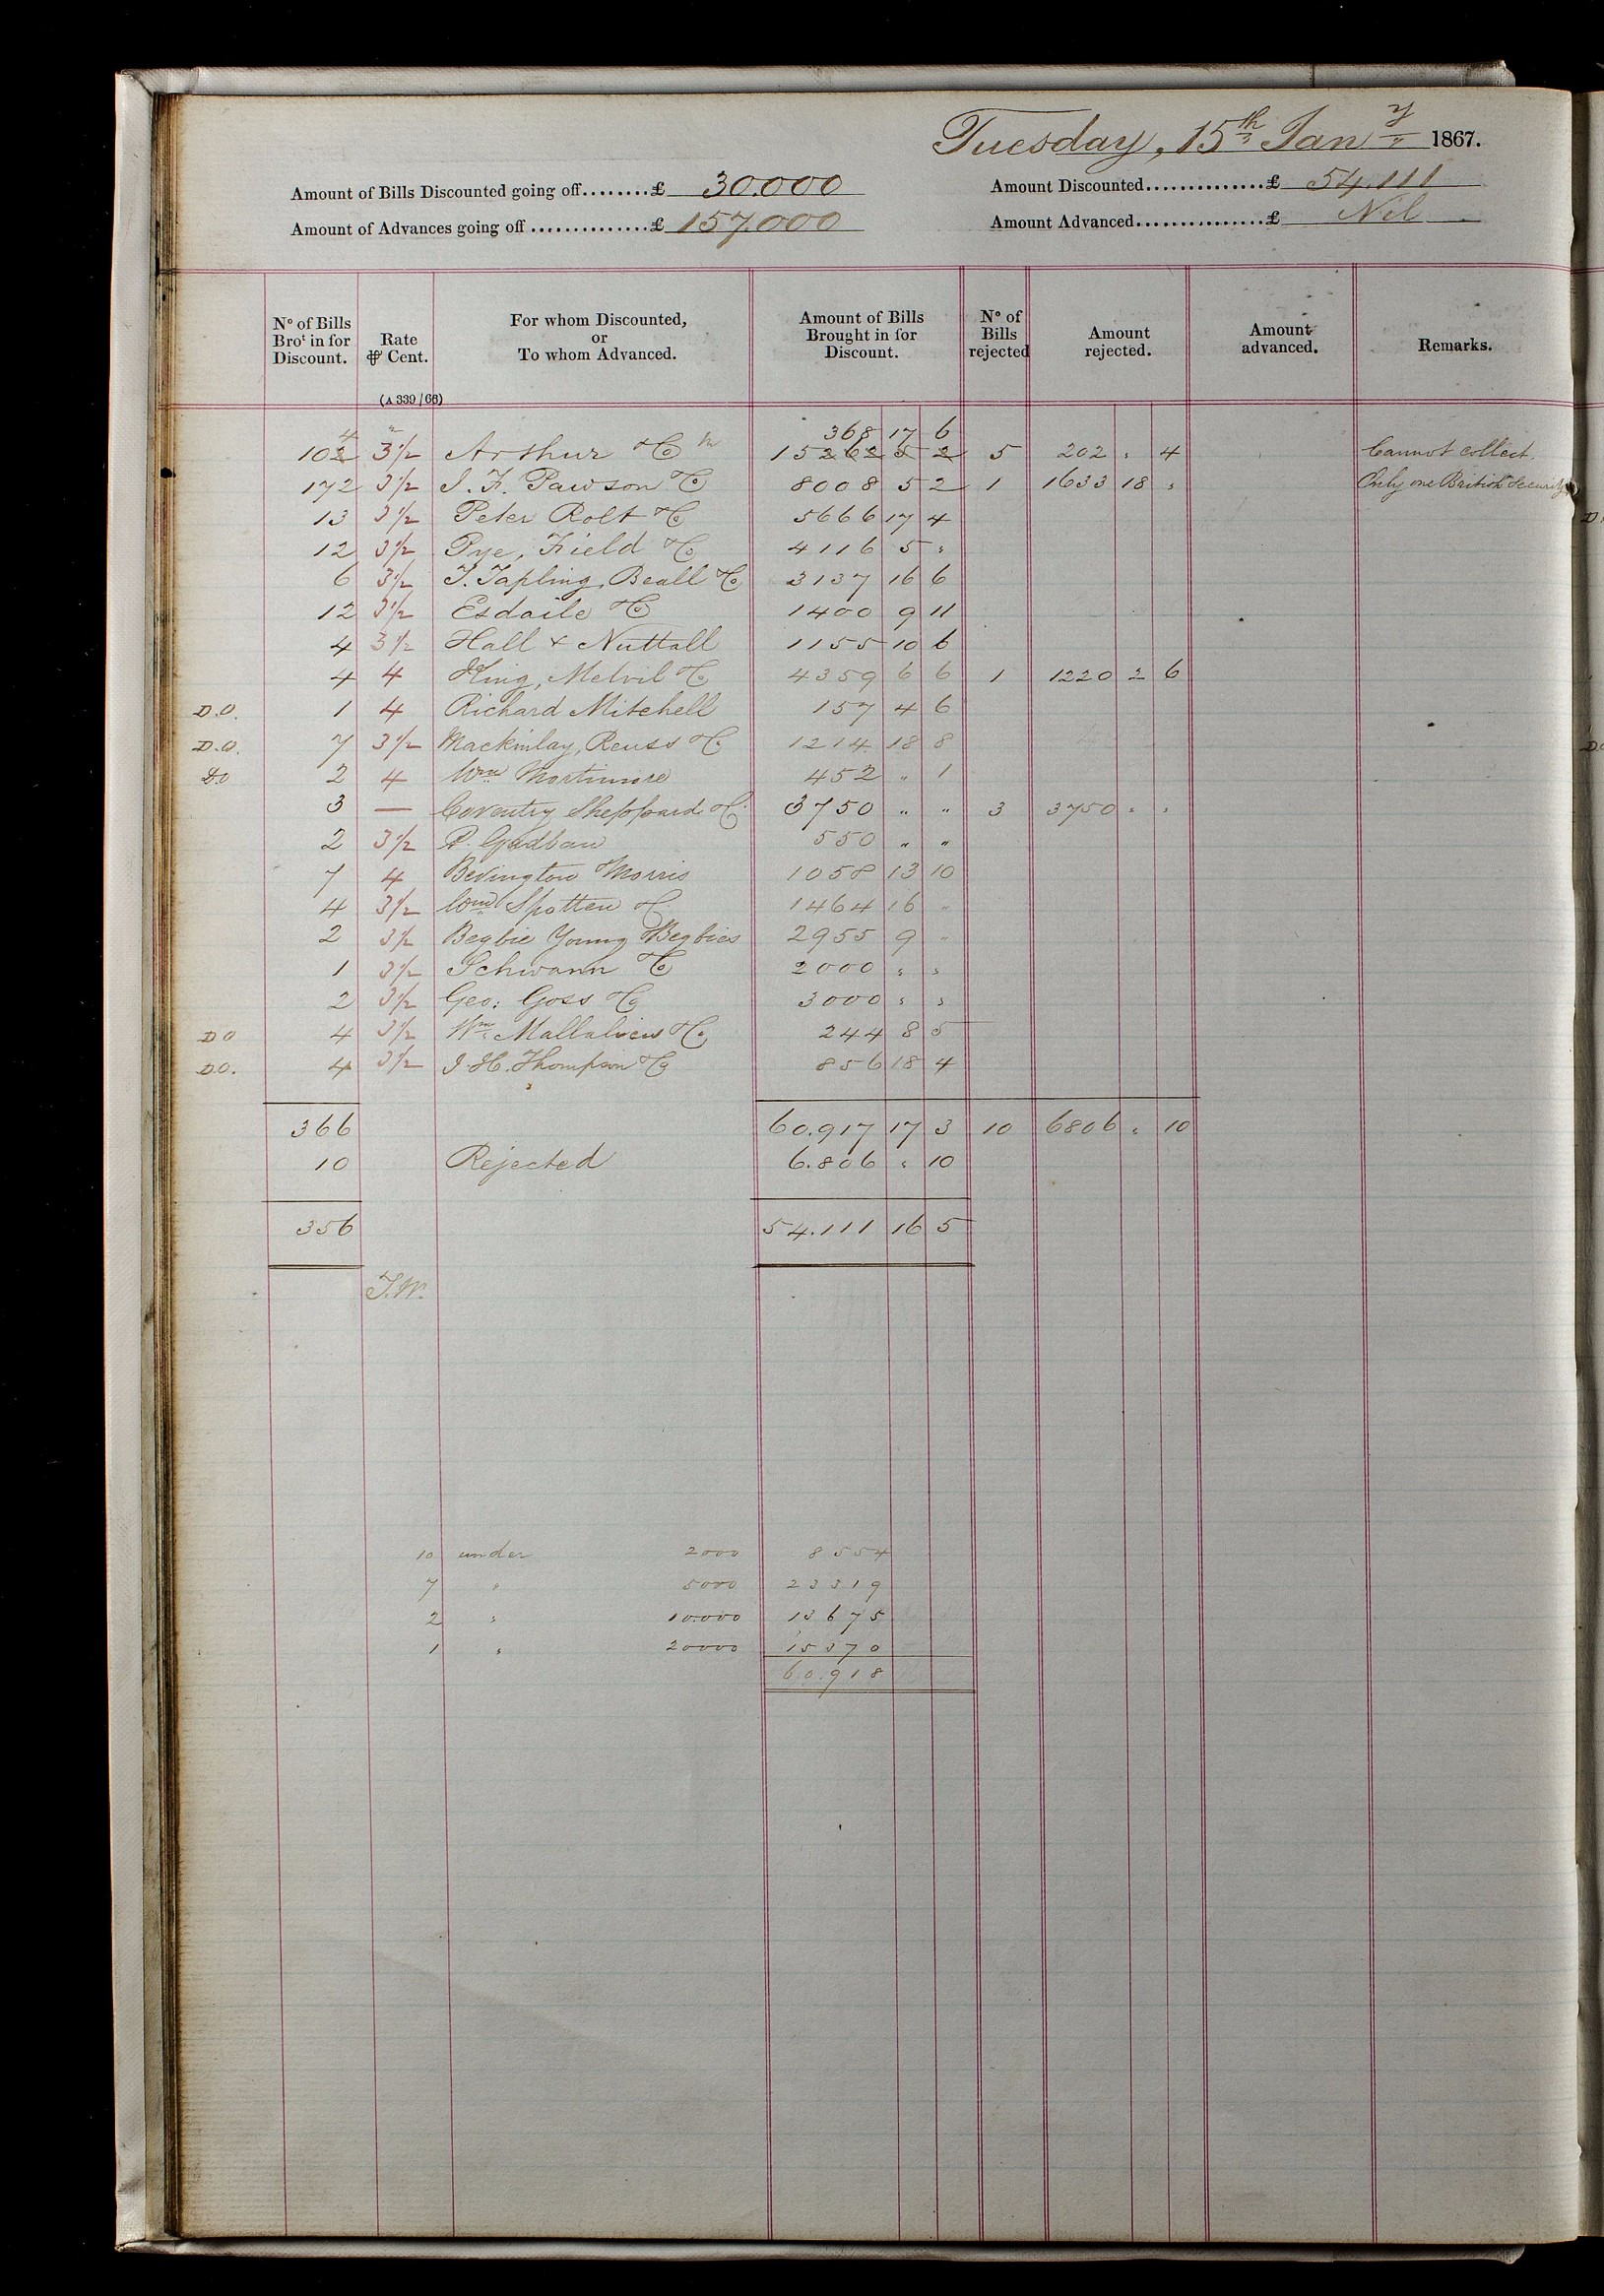 Tuesday, 15th Jany 1867.
Amount of Bills Discounted going off........£ 30.000 Amount Discounted...............£ 54.111
Amount of Advances going off...............£ 157.000 Amount Advanced................£ Nil
No of Bills Brot in for Discount. Rate ⅌ Cent. For whom Discounted, or To whom Advanced. Amount of Bills Brought in for Discount. No of Bills rejected Amount rejected. Amount advanced. Remarks.
(A 339/66)
4 " 368 17 6
102 3½ Arthur & Co 15262 5 2 5 202 " 4 Cannot collect.
172 3½ J. F. Pawson & Co 8008 5 2 1 1633 18 " Only one British Security
13 3½ Peter Rolt & Co 5666 17 4
12 3½ Pye, Field & Co 4116 5 "
6 3½ T. Tapling, Beall & Co 3137 16 6
12 3½ Esdaile & Co 1400 9 11
4 3½ Hall & Nuttall 1155 10 6
4 4 King, Melvil & Co 4359 6 6 1 1220 2 6
D.O. 1 4 Richard Mitchell 157 4 6
D.O. 7 3½ Mackinlay, Reuss & Co 1214 18 8
D.O 2 4 Wm Mortimore 452 " 1
3 — Coventry Sheppard & Co 3750 " " 3 3750 " "
2 3½ P. Gadban 550 " "
7 4 Bevington Morris 1058 13 10
4 3½ Wm Spotten & Co 1464 16 "
2 3½ Begbie Young & Begbies 2955 9 "
1 3½ Schwann & Co 2000 " "
2 3½ Geo: Goss & Co 3000 " "
D O 4 3½ Wm Mallalieu & Co 244 8 5
D.O. 4 3½ J. H. Thompson & Co 856 18 4
366 60.917 17 3 10 6806 " 10
10 Rejected 6.806 " 10
356 54.111 16 5
T.W.
10 under 2000 8554
7 " 5000 23319
2 " 10.000 13675
1 " 20000 15370
60.918